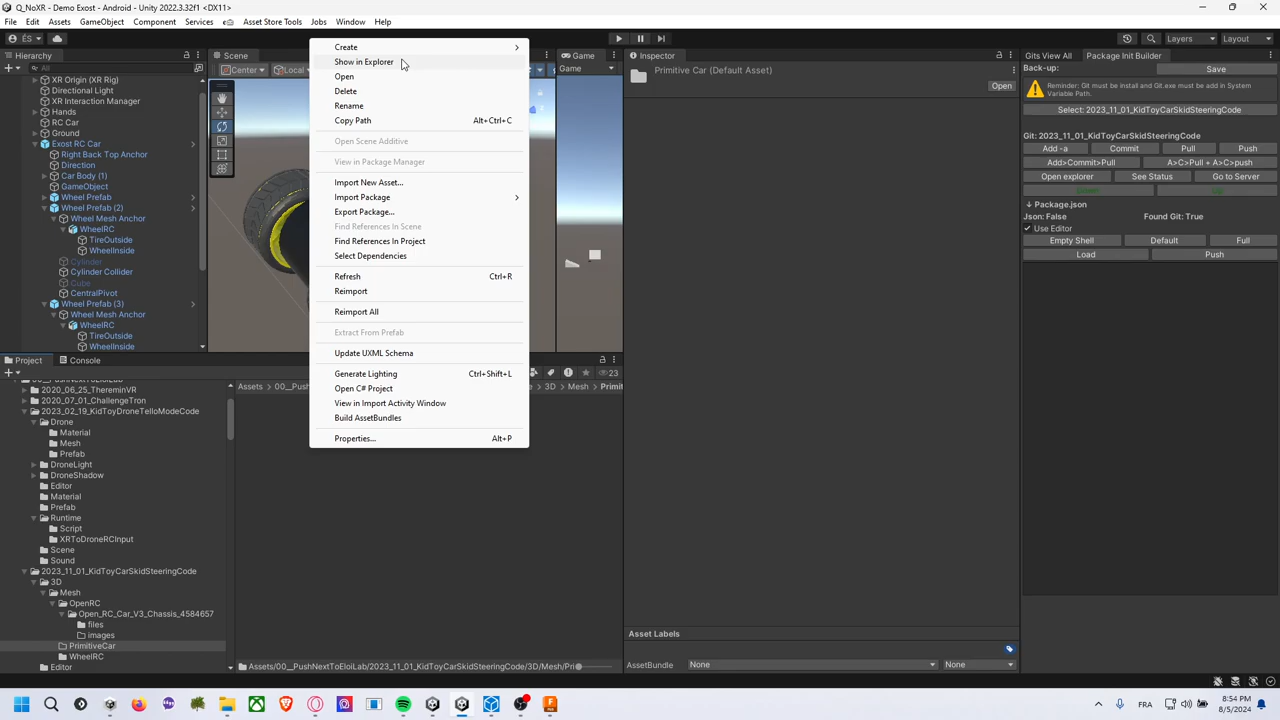 Q_NoXR - Demo Exost - Android - Unity 2022.3.32f1 <DX11>
File Edit Assets GameObject Component Services Asset Store Tools Jobs Window Help
ÉS Layers Layout
Hierarchy
All
XR Origin (XR Rig)
Directional Light
XR Interaction Manager
Hands
RC Car
Ground
Exost RC Car
Right Back Top Anchor
Direction
Car Body (1)
GameObject
Wheel Prefab
Wheel Prefab (2)
Wheel Mesh Anchor
WheelRC
TireOutside
WheelInside
Cylinder
Cylinder Collider
Cube
CentralPivot
Wheel Prefab (3)
Wheel Mesh Anchor
WheelRC
TireOutside
WheelInside
Scene
Center Local
Create
Show in Explorer
Open
Delete
Rename
Copy Path Alt+Ctrl+C
Open Scene Additive
View in Package Manager
Import New Asset...
Import Package
Export Package...
Find References In Scene
Find References In Project
Select Dependencies
Refresh Ctrl+R
Reimport
Reimport All
Extract From Prefab
Update UXML Schema
Generate Lighting Ctrl+Shift+L
Open C# Project
View in Import Activity Window
Build AssetBundles
Properties... Alt+P
Game
Game
Inspector
Primitive Car (Default Asset)
Open
Asset Labels
AssetBundle None None
Gits View All Package Init Builder
Back-up: Save
Reminder: Git must be install and Git.exe must be add in System Variable Path.
Select: 2023_11_01_KidToyCarSkidSteeringCode
Git: 2023_11_01_KidToyCarSkidSteeringCode
Add -a Commit Pull Push
Add>Commit>Pull A>C>Pull + A>C>push
Open explorer See Status Go to Server
Down Up
Package.json
Json: False Found Git: True
Use Editor
Empty Shell Default Full
Load Push
Project Console
23
2020_06_25_ThereminVR
2020_07_01_ChallengeTron
2023_02_19_KidToyDroneTelloModeCode
Drone
Material
Mesh
Prefab
DroneLight
DroneShadow
Editor
Material
Prefab
Runtime
Script
XRToDroneRCInput
Scene
Sound
2023_11_01_KidToyCarSkidSteeringCode
3D
Mesh
OpenRC
Open_RC_Car_V3_Chassis_4584657
files
images
PrimitiveCar
WheelRC
Editor
Assets > 00__Pus 3D > Mesh > Primit
Assets/00__PushNextToEloiLab/2023_11_01_KidToyCarSkidSteeringCode/3D/Mesh/Pri
FRA
8:54 PM
8/5/2024